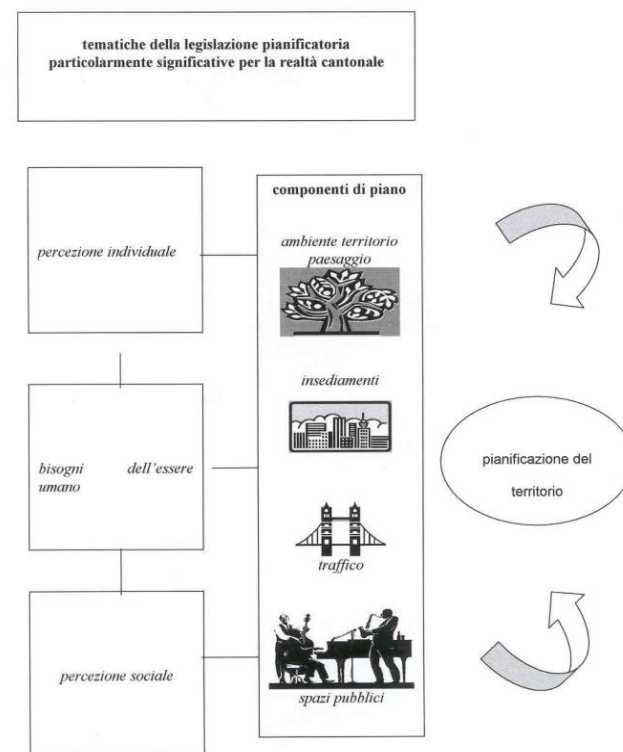 tematiche della legislazione pianificatoria
particolarmente significative per la realtà cantonale
percezione individuale
bisogni dell'essere
umano
percezione sociale
componenti di piano
ambiente territorio
paesaggio
insediamenti
traffico
spazi pubblici
pianificazione del
territorio